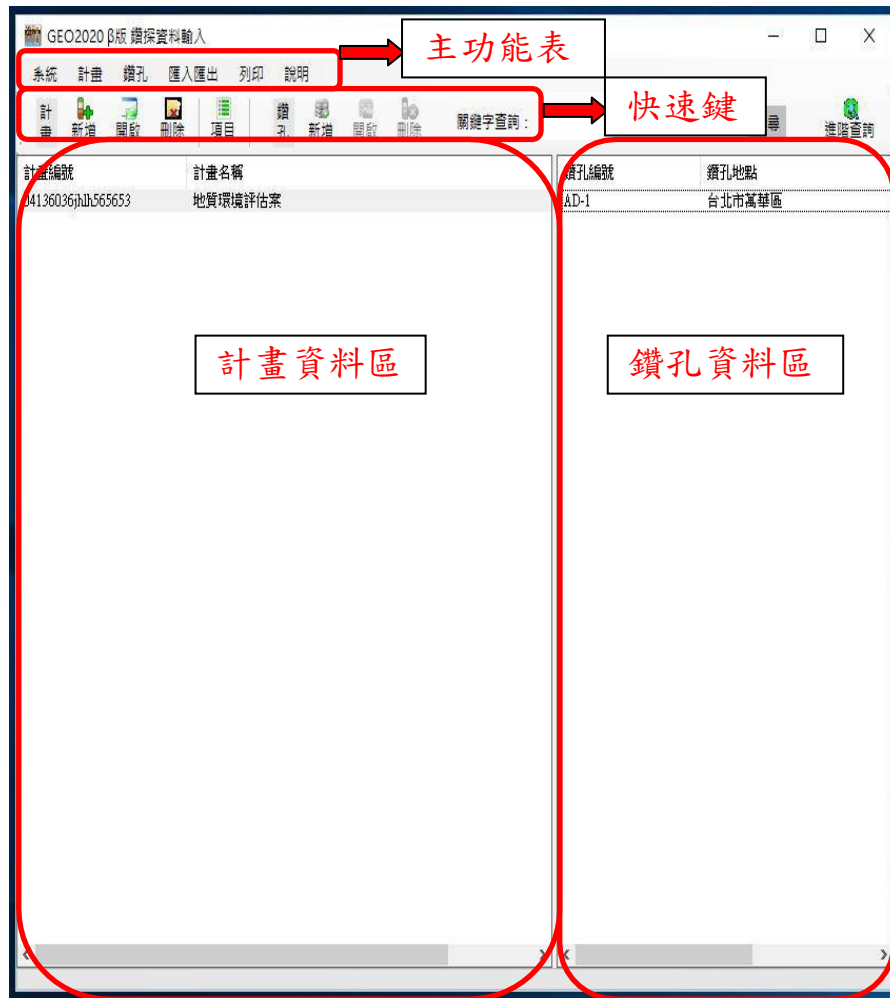 GEO2020 β版 鑽探資料輸入
主功能表
系統 計畫 鑽孔 匯入匯出 列印 說明
快速鍵
計畫 新增 開啟 刪除 項目 鑽孔 新增 開啟 刪除 關鍵字查詢： 尋 進階查詢
計畫編號 計畫名稱 鑽孔編號 鑽孔地點
04136036jhlh565653 地質環境評估案 AD-1 台北市萬華區
計畫資料區 鑽孔資料區